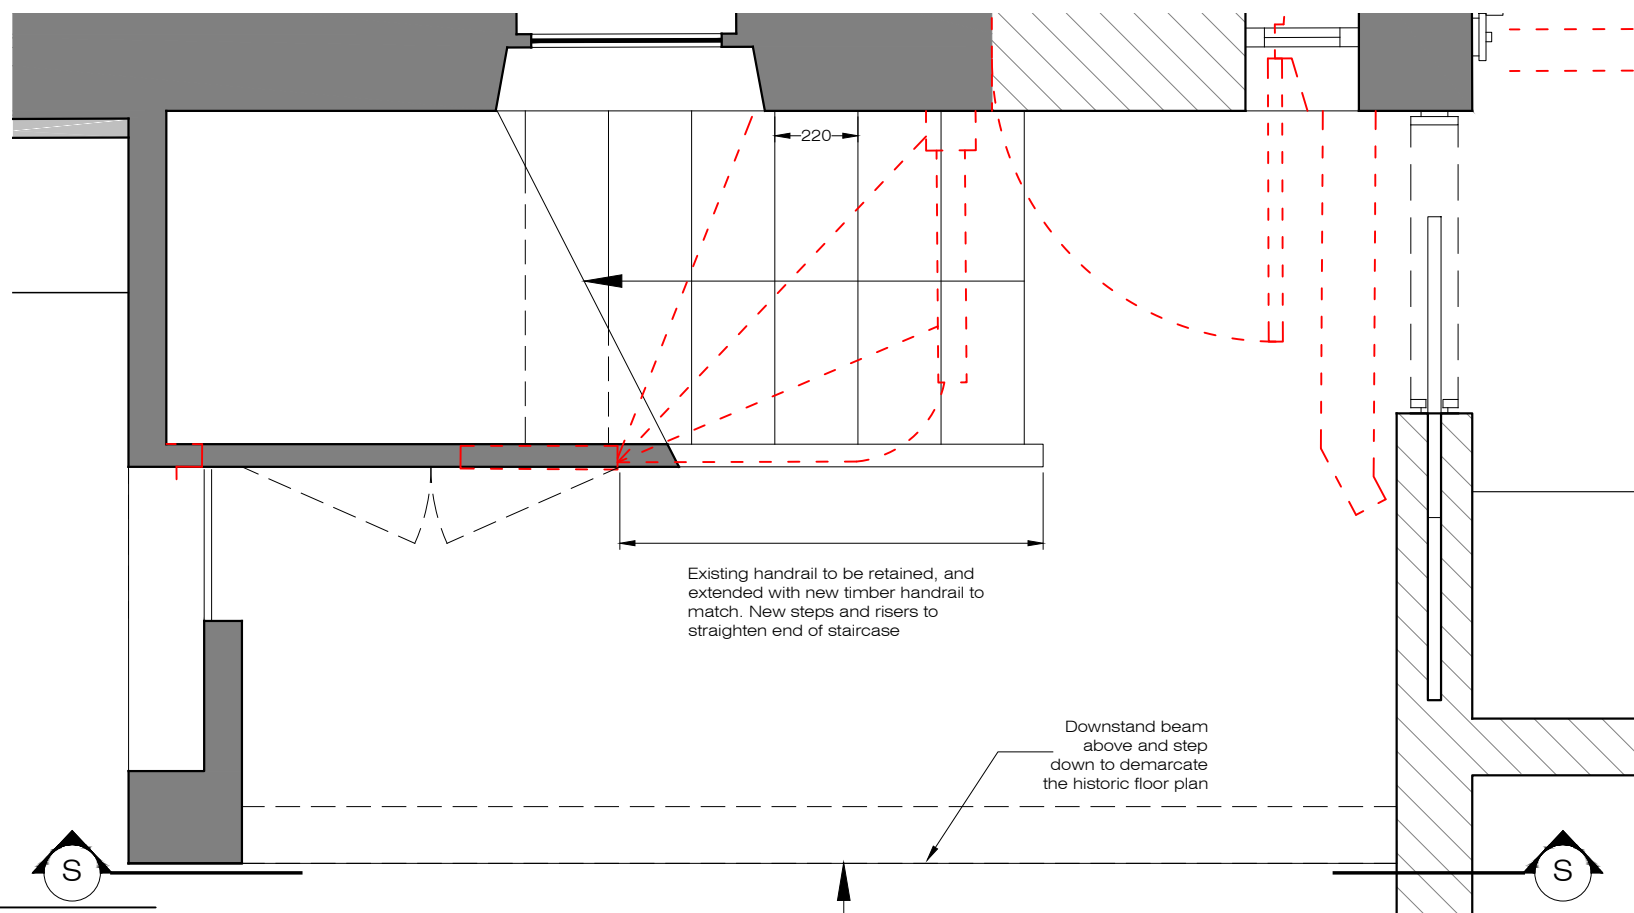 220
Existing handrail to be retained, and
extended with new timber handrail to
match. New steps and risers to
straighten end of staircase
Downstand beam
above and step
down to demarcate
the historic floor plan
S
S